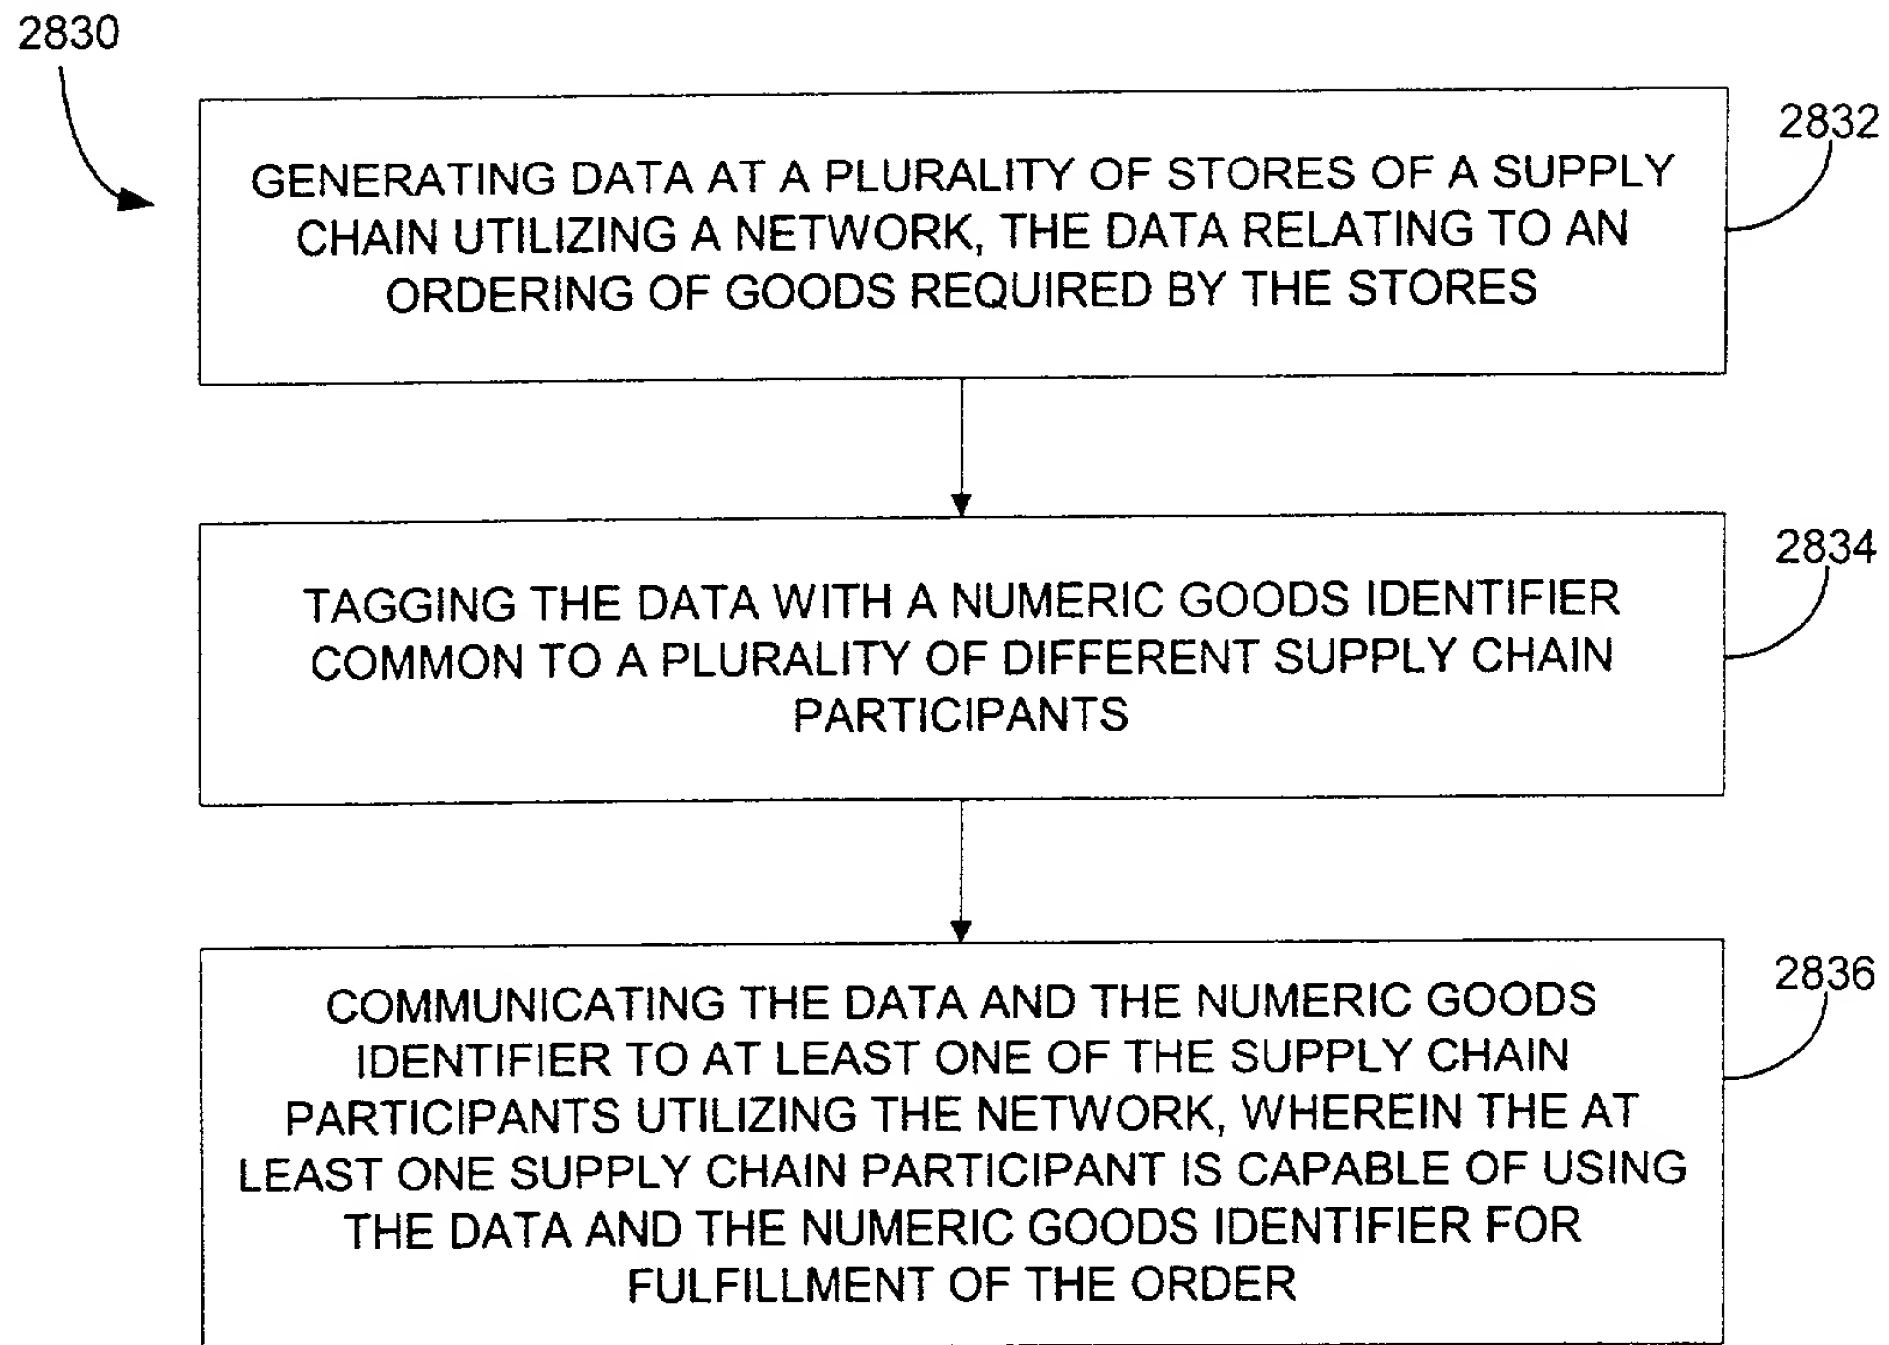 2830
2832
GENERATING DATA AT A PLURALITY OF STORES OF A SUPPLY
CHAIN UTILIZING A NETWORK, THE DATA RELATING TO AN
ORDERING OF GOODS REQUIRED BY THE STORES
2834
TAGGING THE DATA WITH A NUMERIC GOODS IDENTIFIER
COMMON TO A PLURALITY OF DIFFERENT SUPPLY CHAIN
PARTICIPANTS
2836
COMMUNICATING THE DATA AND THE NUMERIC GOODS
IDENTIFIER TO AT LEAST ONE OF THE SUPPLY CHAIN
PARTICIPANTS UTILIZING THE NETWORK, WHEREIN THE AT
LEAST ONE SUPPLY CHAIN PARTICIPANT IS CAPABLE OF USING
THE DATA AND THE NUMERIC GOODS IDENTIFIER FOR
FULFILLMENT OF THE ORDER